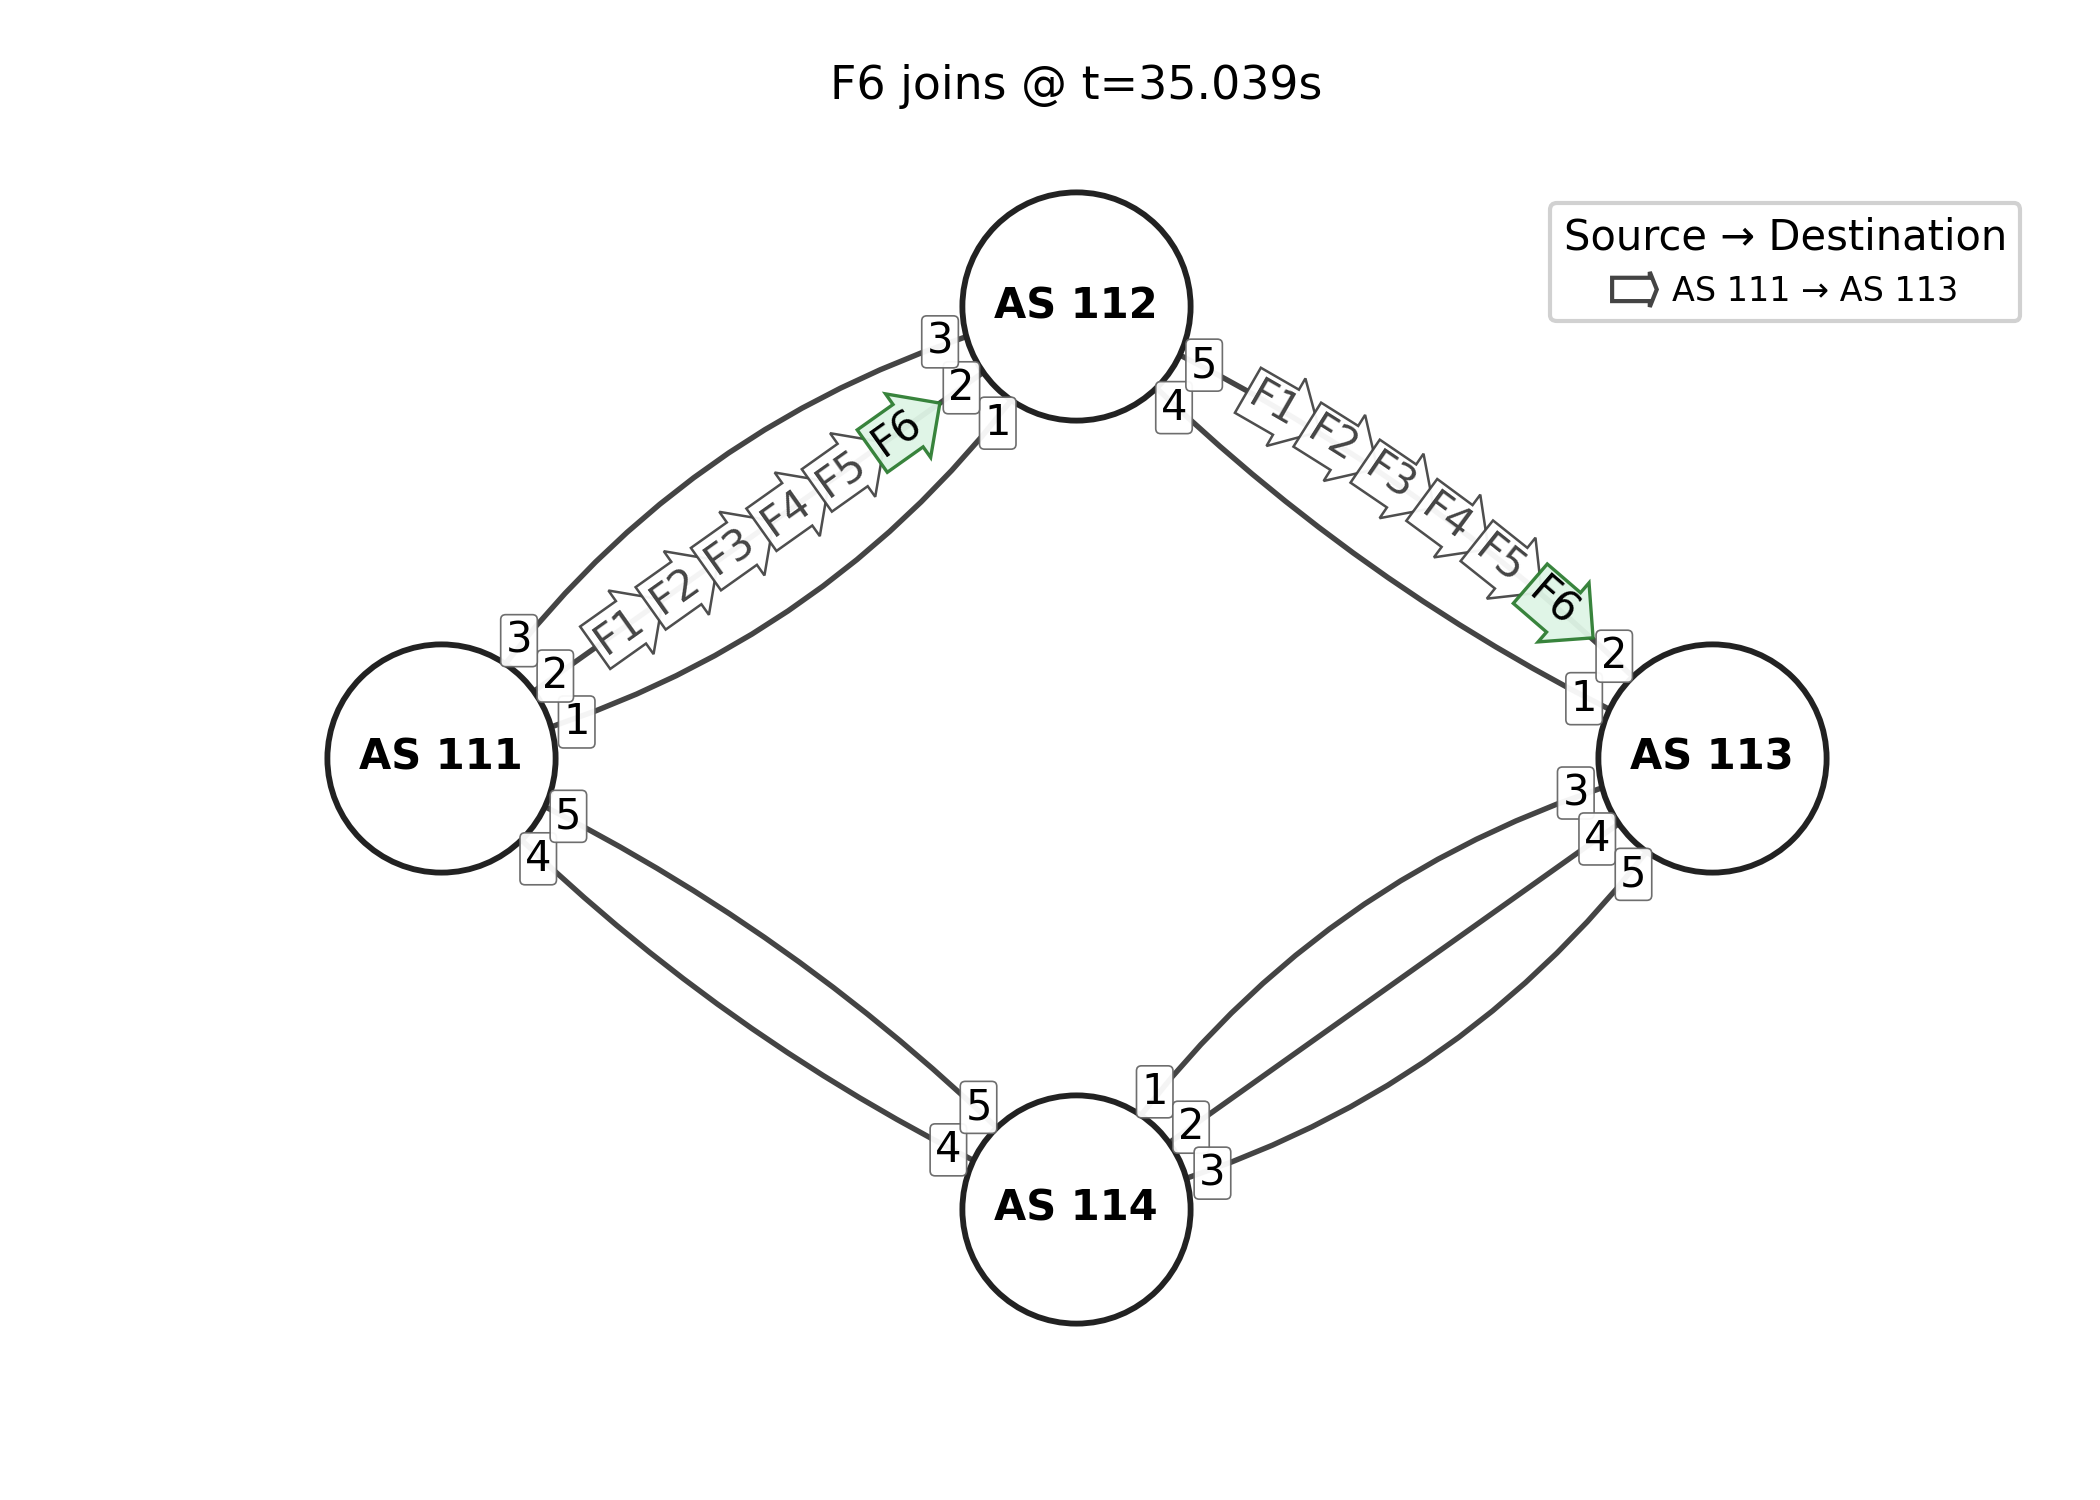 F6 joins @ t=35.039s
Source → Destination
AS 111 → AS 113
AS 112
3
2
1
5
4
F1
F2
F3
F4
F5
F6
F1
F2
F3
F4
F5
F6
3
2
1
2
1
AS 111
AS 113
5
4
3
4
5
5
4
1
2
3
AS 114